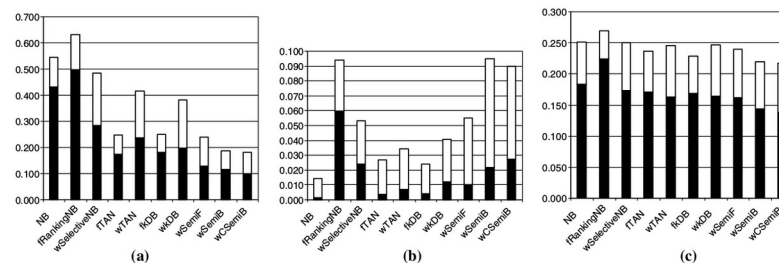 0.700
0.600
0.500
0.400
0.300
0.200
0.100
0.000
NB
fRankingNB
wSelectiveNB
fTAN
wTAN
fkDB
wkDB
wSemiF
wSemiB
wCSemiB
(a)
0.100
0.090
0.080
0.070
0.060
0.050
0.040
0.030
0.020
0.010
0.000
NB
fRankingNB
wSelectiveNB
fTAN
wTAN
fkDB
wkDB
wSemiF
wSemiB
wCSemiB
(b)
0.300
0.250
0.200
0.150
0.100
0.050
0.000
NB
fRankingNB
wSelectiveNB
fTAN
wTAN
fkDB
wkDB
wSemiF
wSemiB
wCSemiB
(c)